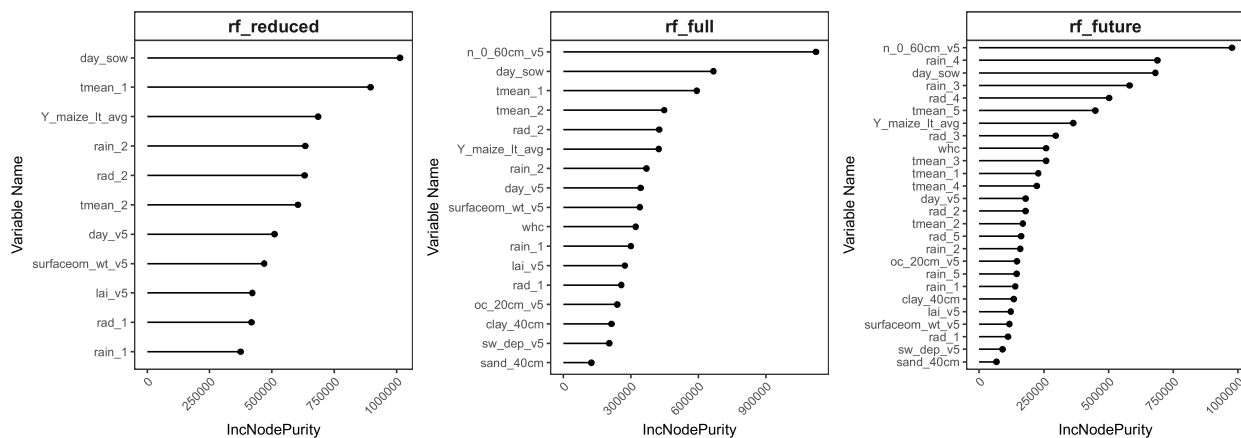 rf_reduced
Variable Name
day_sow
tmean_1
Y_maize_lt_avg
rain_2
rad_2
tmean_2
day_v5
surfaceom_wt_v5
lai_v5
rad_1
rain_1
0
250000
500000
750000
1000000
IncNodePurity
rf_full
Variable Name
n_0_60cm_v5
day_sow
tmean_1
tmean_2
rad_2
Y_maize_lt_avg
rain_2
day_v5
surfaceom_wt_v5
whc
rain_1
lai_v5
rad_1
oc_20cm_v5
clay_40cm
sw_dep_v5
sand_40cm
0
300000
600000
900000
IncNodePurity
rf_future
Variable Name
n_0_60cm_v5
rain_4
day_sow
rain_3
rad_4
tmean_5
Y_maize_lt_avg
rad_3
whc
tmean_3
tmean_1
tmean_4
day_v5
rad_2
tmean_2
rad_5
rain_2
oc_20cm_v5
rain_5
rain_1
clay_40cm
lai_v5
surfaceom_wt_v5
rad_1
sw_dep_v5
sand_40cm
0
250000
500000
750000
IncNodePurity